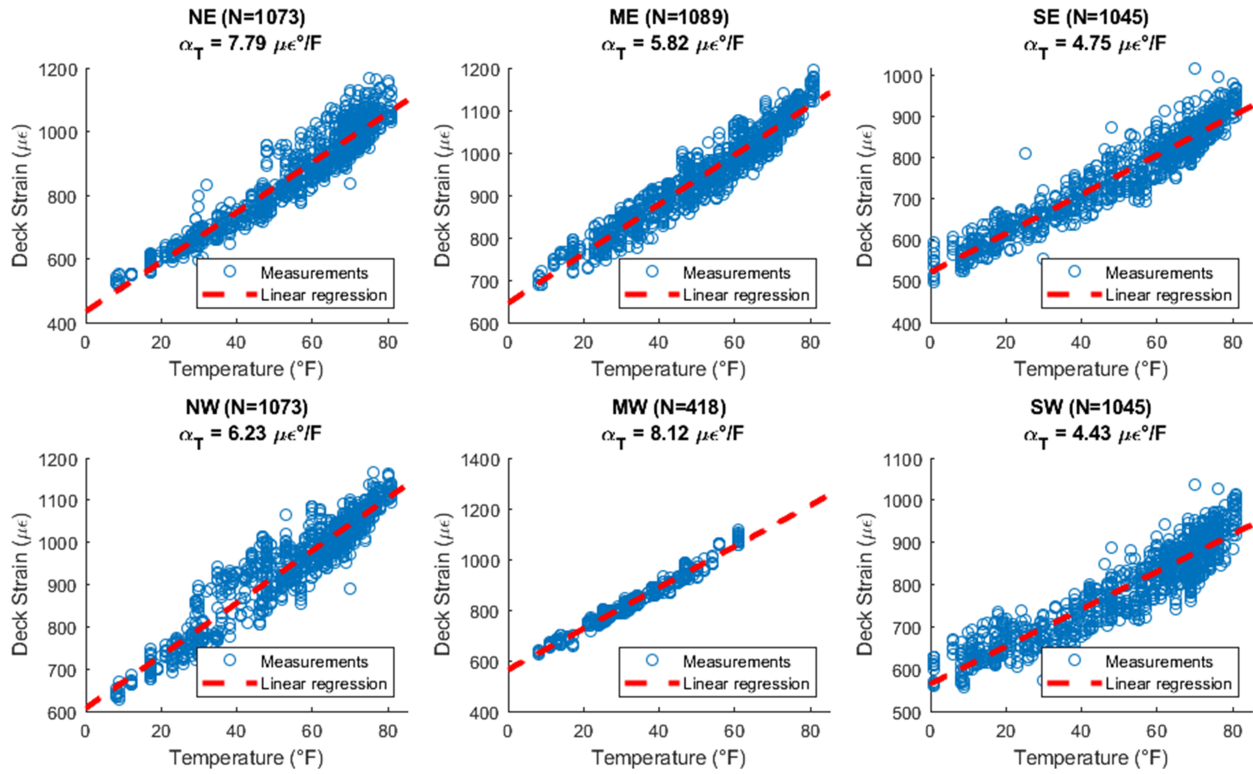 NE (N=1073)
α_T = 7.79 με°/F
1200
1000
800
600
400
Deck Strain (με)
Measurements
Linear regression
0 20 40 60 80
Temperature (°F)
ME (N=1089)
α_T = 5.82 με°/F
1200
1100
1000
900
800
700
600
Deck Strain (με)
Measurements
Linear regression
0 20 40 60 80
Temperature (°F)
SE (N=1045)
α_T = 4.75 με°/F
1000
900
800
700
600
500
400
Deck Strain (με)
Measurements
Linear regression
0 20 40 60 80
Temperature (°F)
NW (N=1073)
α_T = 6.23 με°/F
1200
1100
1000
900
800
700
600
Deck Strain (με)
Measurements
Linear regression
0 20 40 60 80
Temperature (°F)
MW (N=418)
α_T = 8.12 με°/F
1400
1200
1000
800
600
400
Deck Strain (με)
Measurements
Linear regression
0 20 40 60 80
Temperature (°F)
SW (N=1045)
α_T = 4.43 με°/F
1100
1000
900
800
700
600
500
Deck Strain (με)
Measurements
Linear regression
0 20 40 60 80
Temperature (°F)